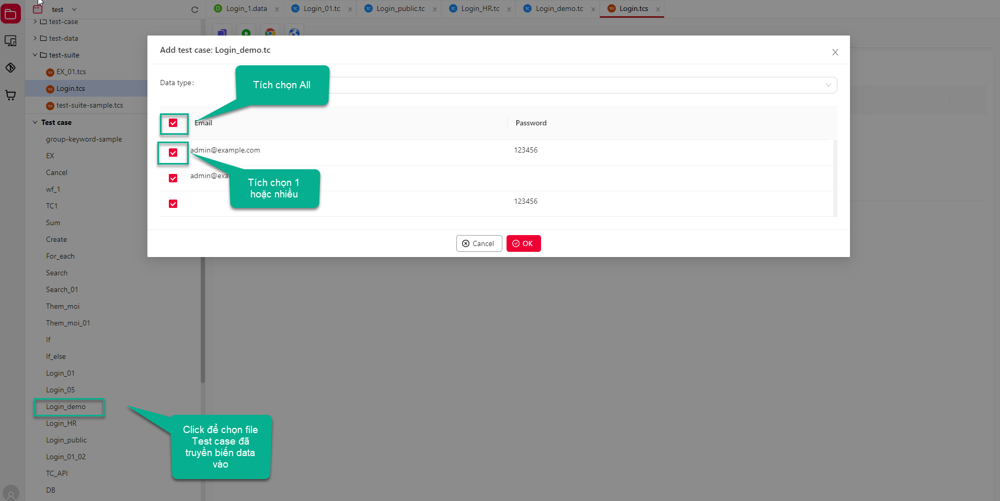 test
Login_1.data
Login_01.tc
Login_public.tc
Login_HR.tc
Login_demo.tc
Login.tcs
test-case
test-data
test-suite
EX_01.tcs
Login.tcs
test-suite-sample.tcs
Test case
group-keyword-sample
EX
Cancel
wf_1
TC1
Sum
Create
For_each
Search
Search_01
Them_moi
Them_moi_01
If
If_else
Login_01
Login_05
Login_demo
Login_HR
Login_public
Login_01_02
TC_API
DB
Add test case: Login_demo.tc
Data type:
Tích chọn All
Email
Password
admin@example.com
123456
Tích chọn 1
hoặc nhiều
123456
Cancel
OK
Click để chọn file
Test case đã
truyền biến data
vào